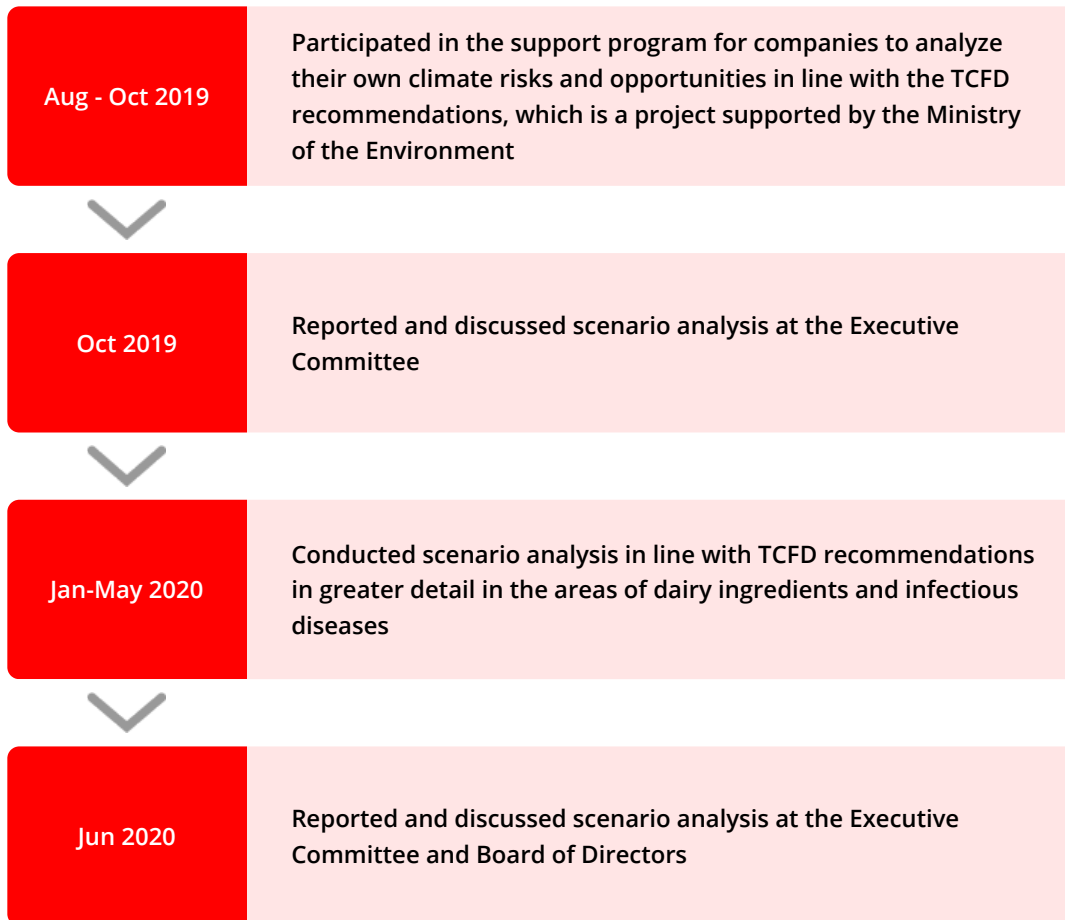 Aug - Oct 2019
Participated in the support program for companies to analyze
their own climate risks and opportunities in line with the TCFD
recommendations, which is a project supported by the Ministry
of the Environment
Oct 2019
Reported and discussed scenario analysis at the Executive
Committee
Jan-May 2020
Conducted scenario analysis in line with TCFD recommendations
in greater detail in the areas of dairy ingredients and infectious
diseases
Jun 2020
Reported and discussed scenario analysis at the Executive
Committee and Board of Directors